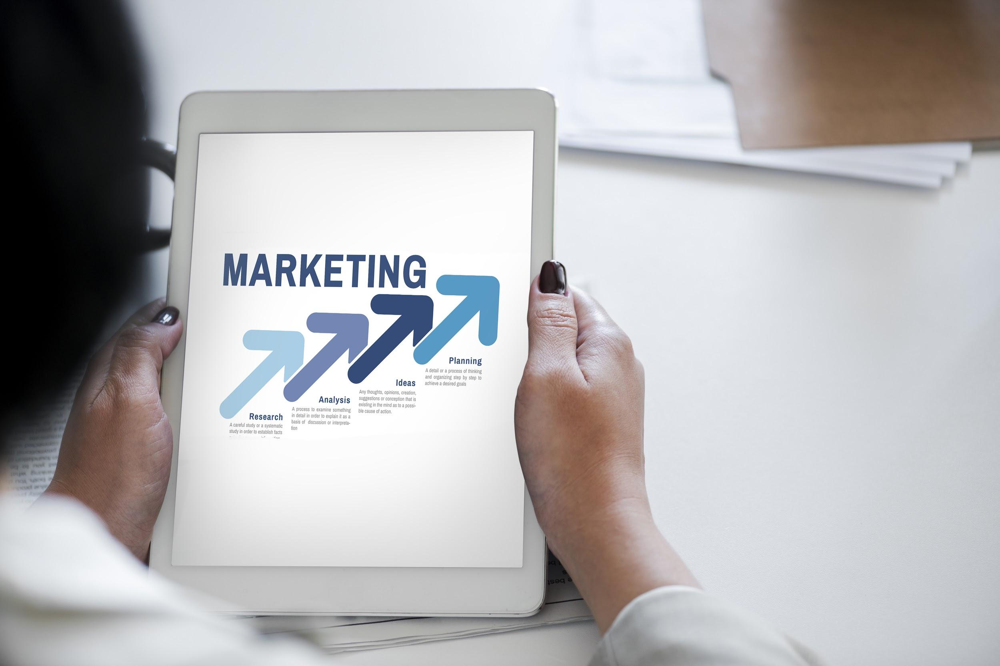 MARKETING
Research
A careful study or a systematic
study in order to establish facts
Analysis
A process to examine something
in detail in order to explain it as a
basis of discussion or interpreta-
tion
Ideas
Any thoughts, opinions, creation,
suggestions or conception that is
existing in the mind as to a possi-
ble cause of action.
Planning
A detail or a process of thinking
and organizing step by step to
achieve a desired goals